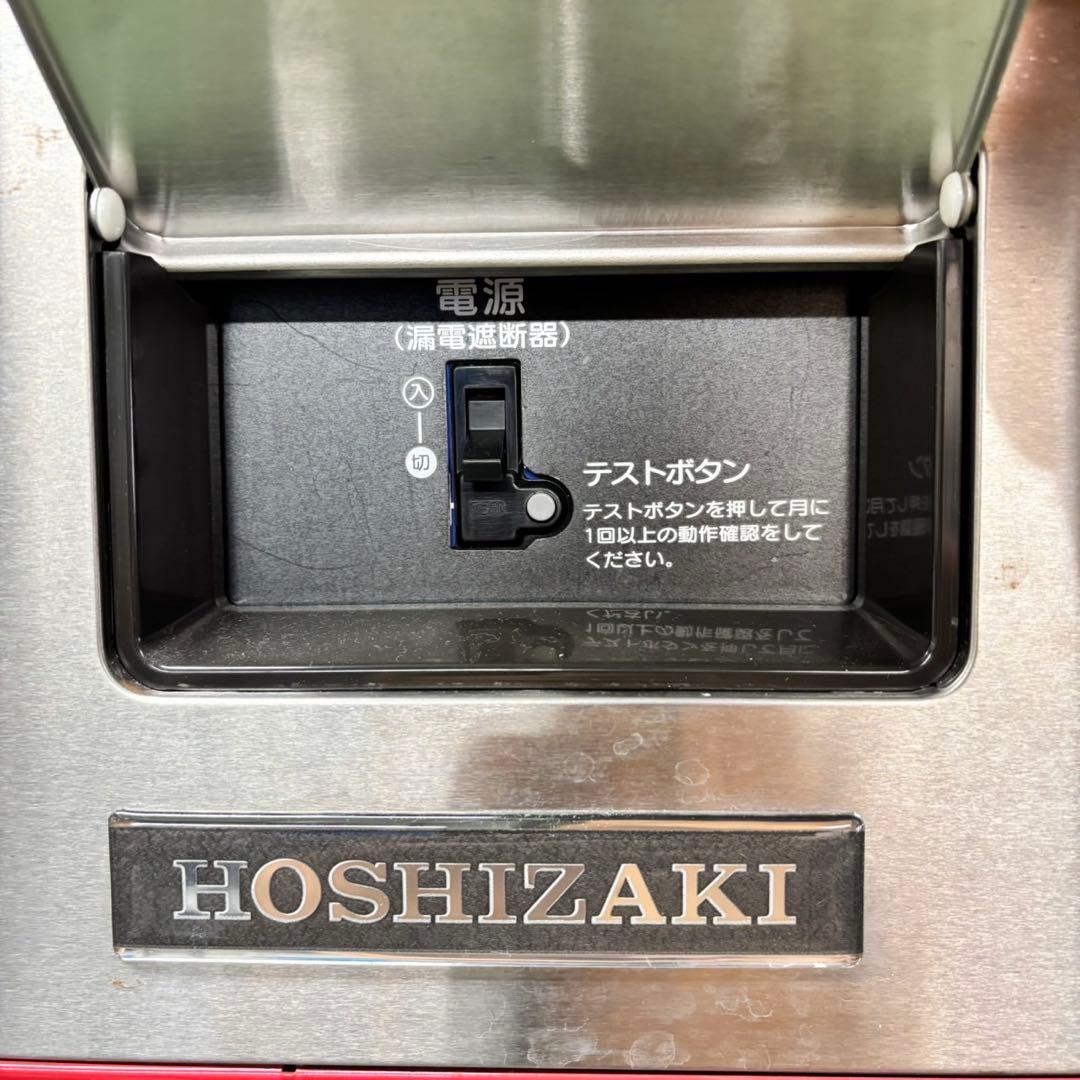 電源
(漏電遮断器)
入
切
テストボタン
テストボタンを押して月に
1回以上の動作確認をして
ください。
HOSHIZAKI